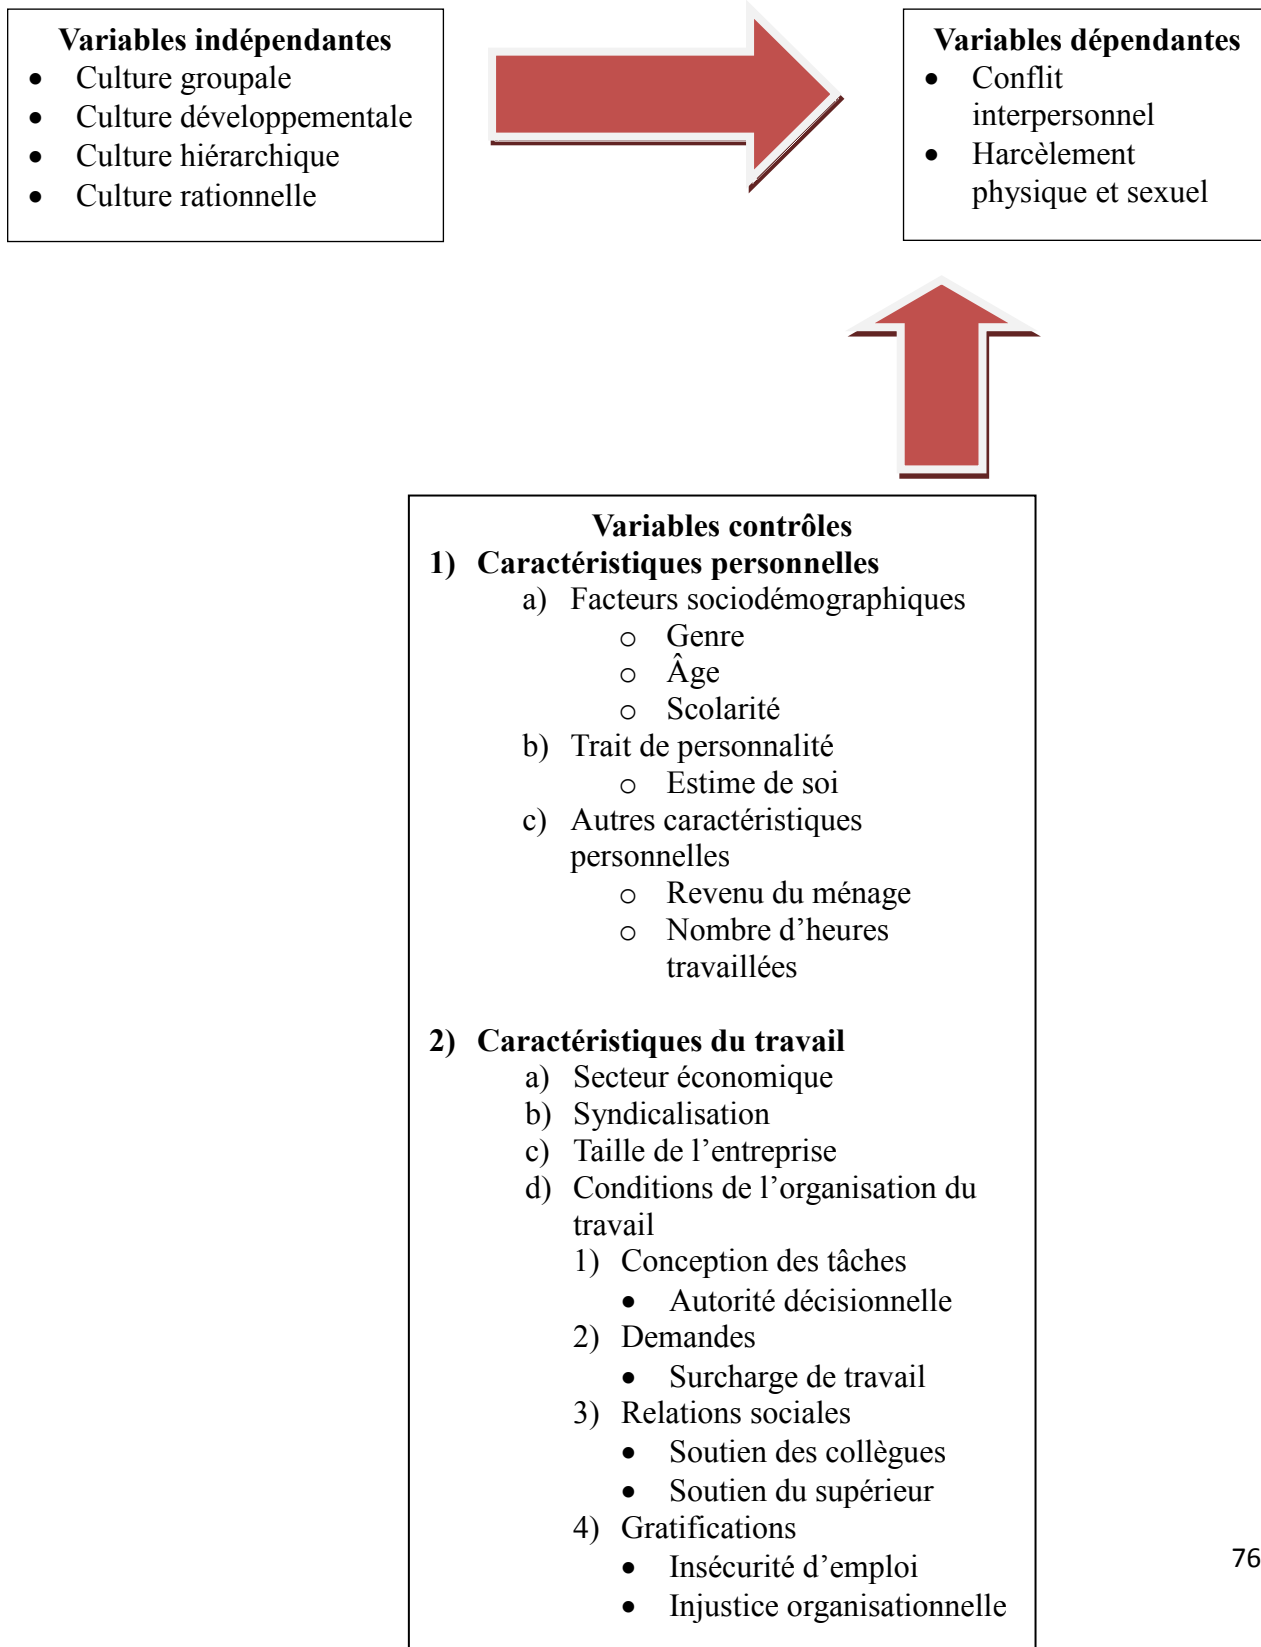 Variables indépendantes
• Culture groupale
• Culture développementale
• Culture hiérarchique
• Culture rationnelle
Variables dépendantes
• Conflit
interpersonnel
• Harcèlement
physique et sexuel
Variables contrôles
1) Caractéristiques personnelles
a) Facteurs sociodémographiques
o Genre
o Âge
o Scolarité
b) Trait de personnalité
o Estime de soi
c) Autres caractéristiques
personnelles
o Revenu du ménage
o Nombre d’heures
travaillées
2) Caractéristiques du travail
a) Secteur économique
b) Syndicalisation
c) Taille de l’entreprise
d) Conditions de l’organisation du
travail
1) Conception des tâches
• Autorité décisionnelle
2) Demandes
• Surcharge de travail
3) Relations sociales
• Soutien des collègues
• Soutien du supérieur
4) Gratifications
• Insécurité d’emploi
• Injustice organisationnelle
76